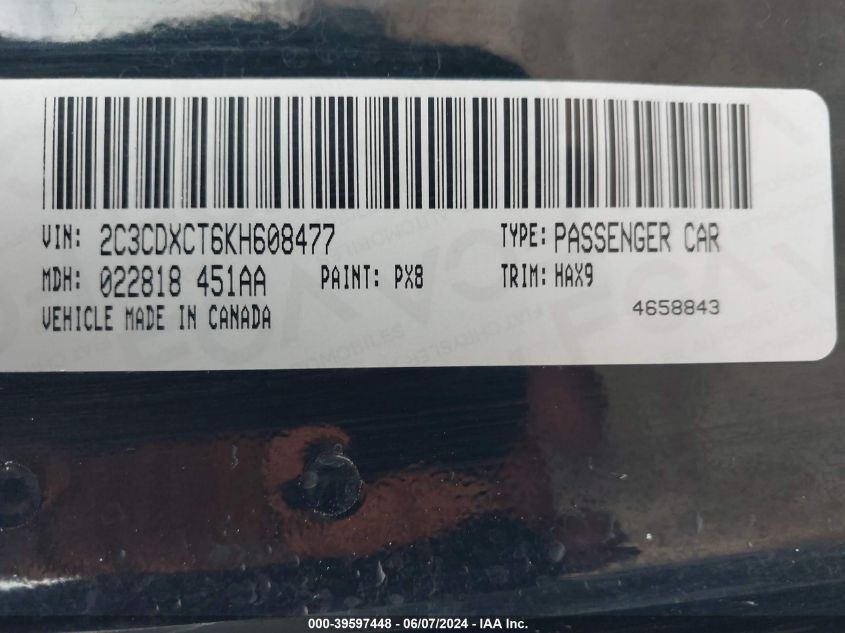 VIN: 2C3CDXCT6KH608477 TYPE: PASSENGER CAR
MDH: 022818 451AA PAINT: PX8 TRIM: HAX9
VEHICLE MADE IN CANADA 4658843
000-39597448 - 06/07/2024 - IAA Inc.